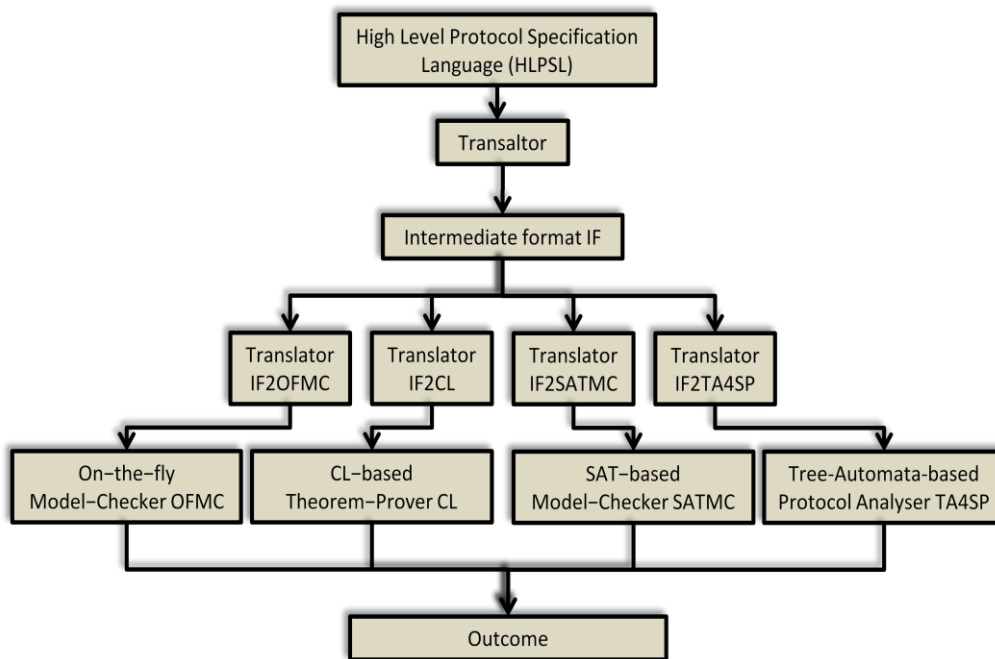 High Level Protocol Specification
Language (HLPSL)
Transaltor
Intermediate format IF
Translator
IF2OFMC
Translator
IF2CL
Translator
IF2SATMC
Translator
IF2TA4SP
On−the−fly
Model−Checker OFMC
CL−based
Theorem−Prover CL
SAT−based
Model−Checker SATMC
Tree-Automata-based
Protocol Analyser TA4SP
Outcome